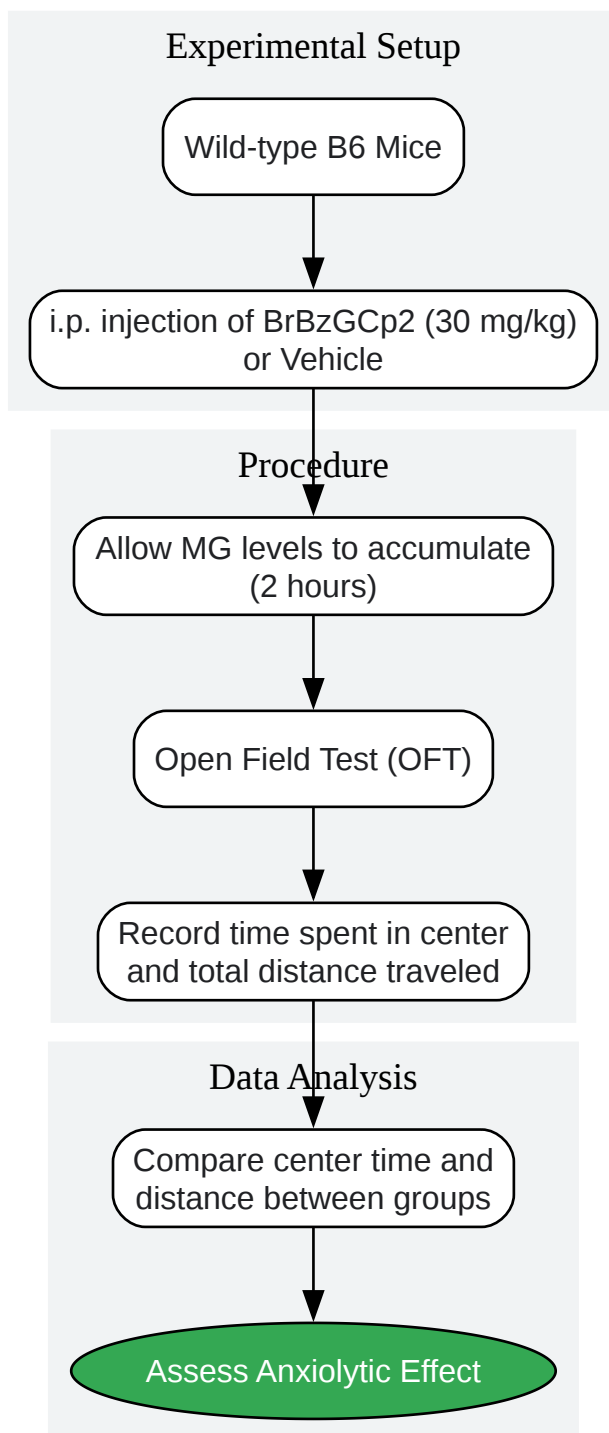 Experimental Setup
Wild-type B6 Mice
i.p. injection of BrBzGCp2 (30 mg/kg)
or Vehicle
Procedure
Allow MG levels to accumulate
(2 hours)
Open Field Test (OFT)
Record time spent in center
and total distance traveled
Data Analysis
Compare center time and
distance between groups
Assess Anxiolytic Effect